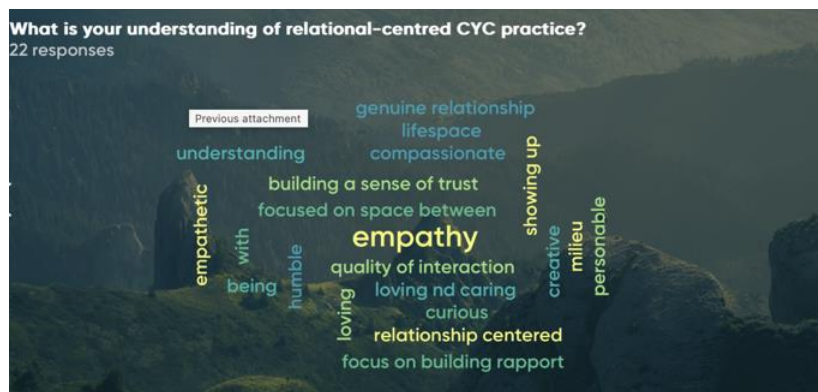 What is your understanding of relational-centred CYC practice?
22 responses
Previous attachment
genuine relationship
lifespace
understanding
compassionate
showing up
building a sense of trust
empathetic
focused on space between
personable
milieu
with
empathy
creative
humble
quality of interaction
being
loving nd caring
loving
curious
relationship centered
focus on building rapport